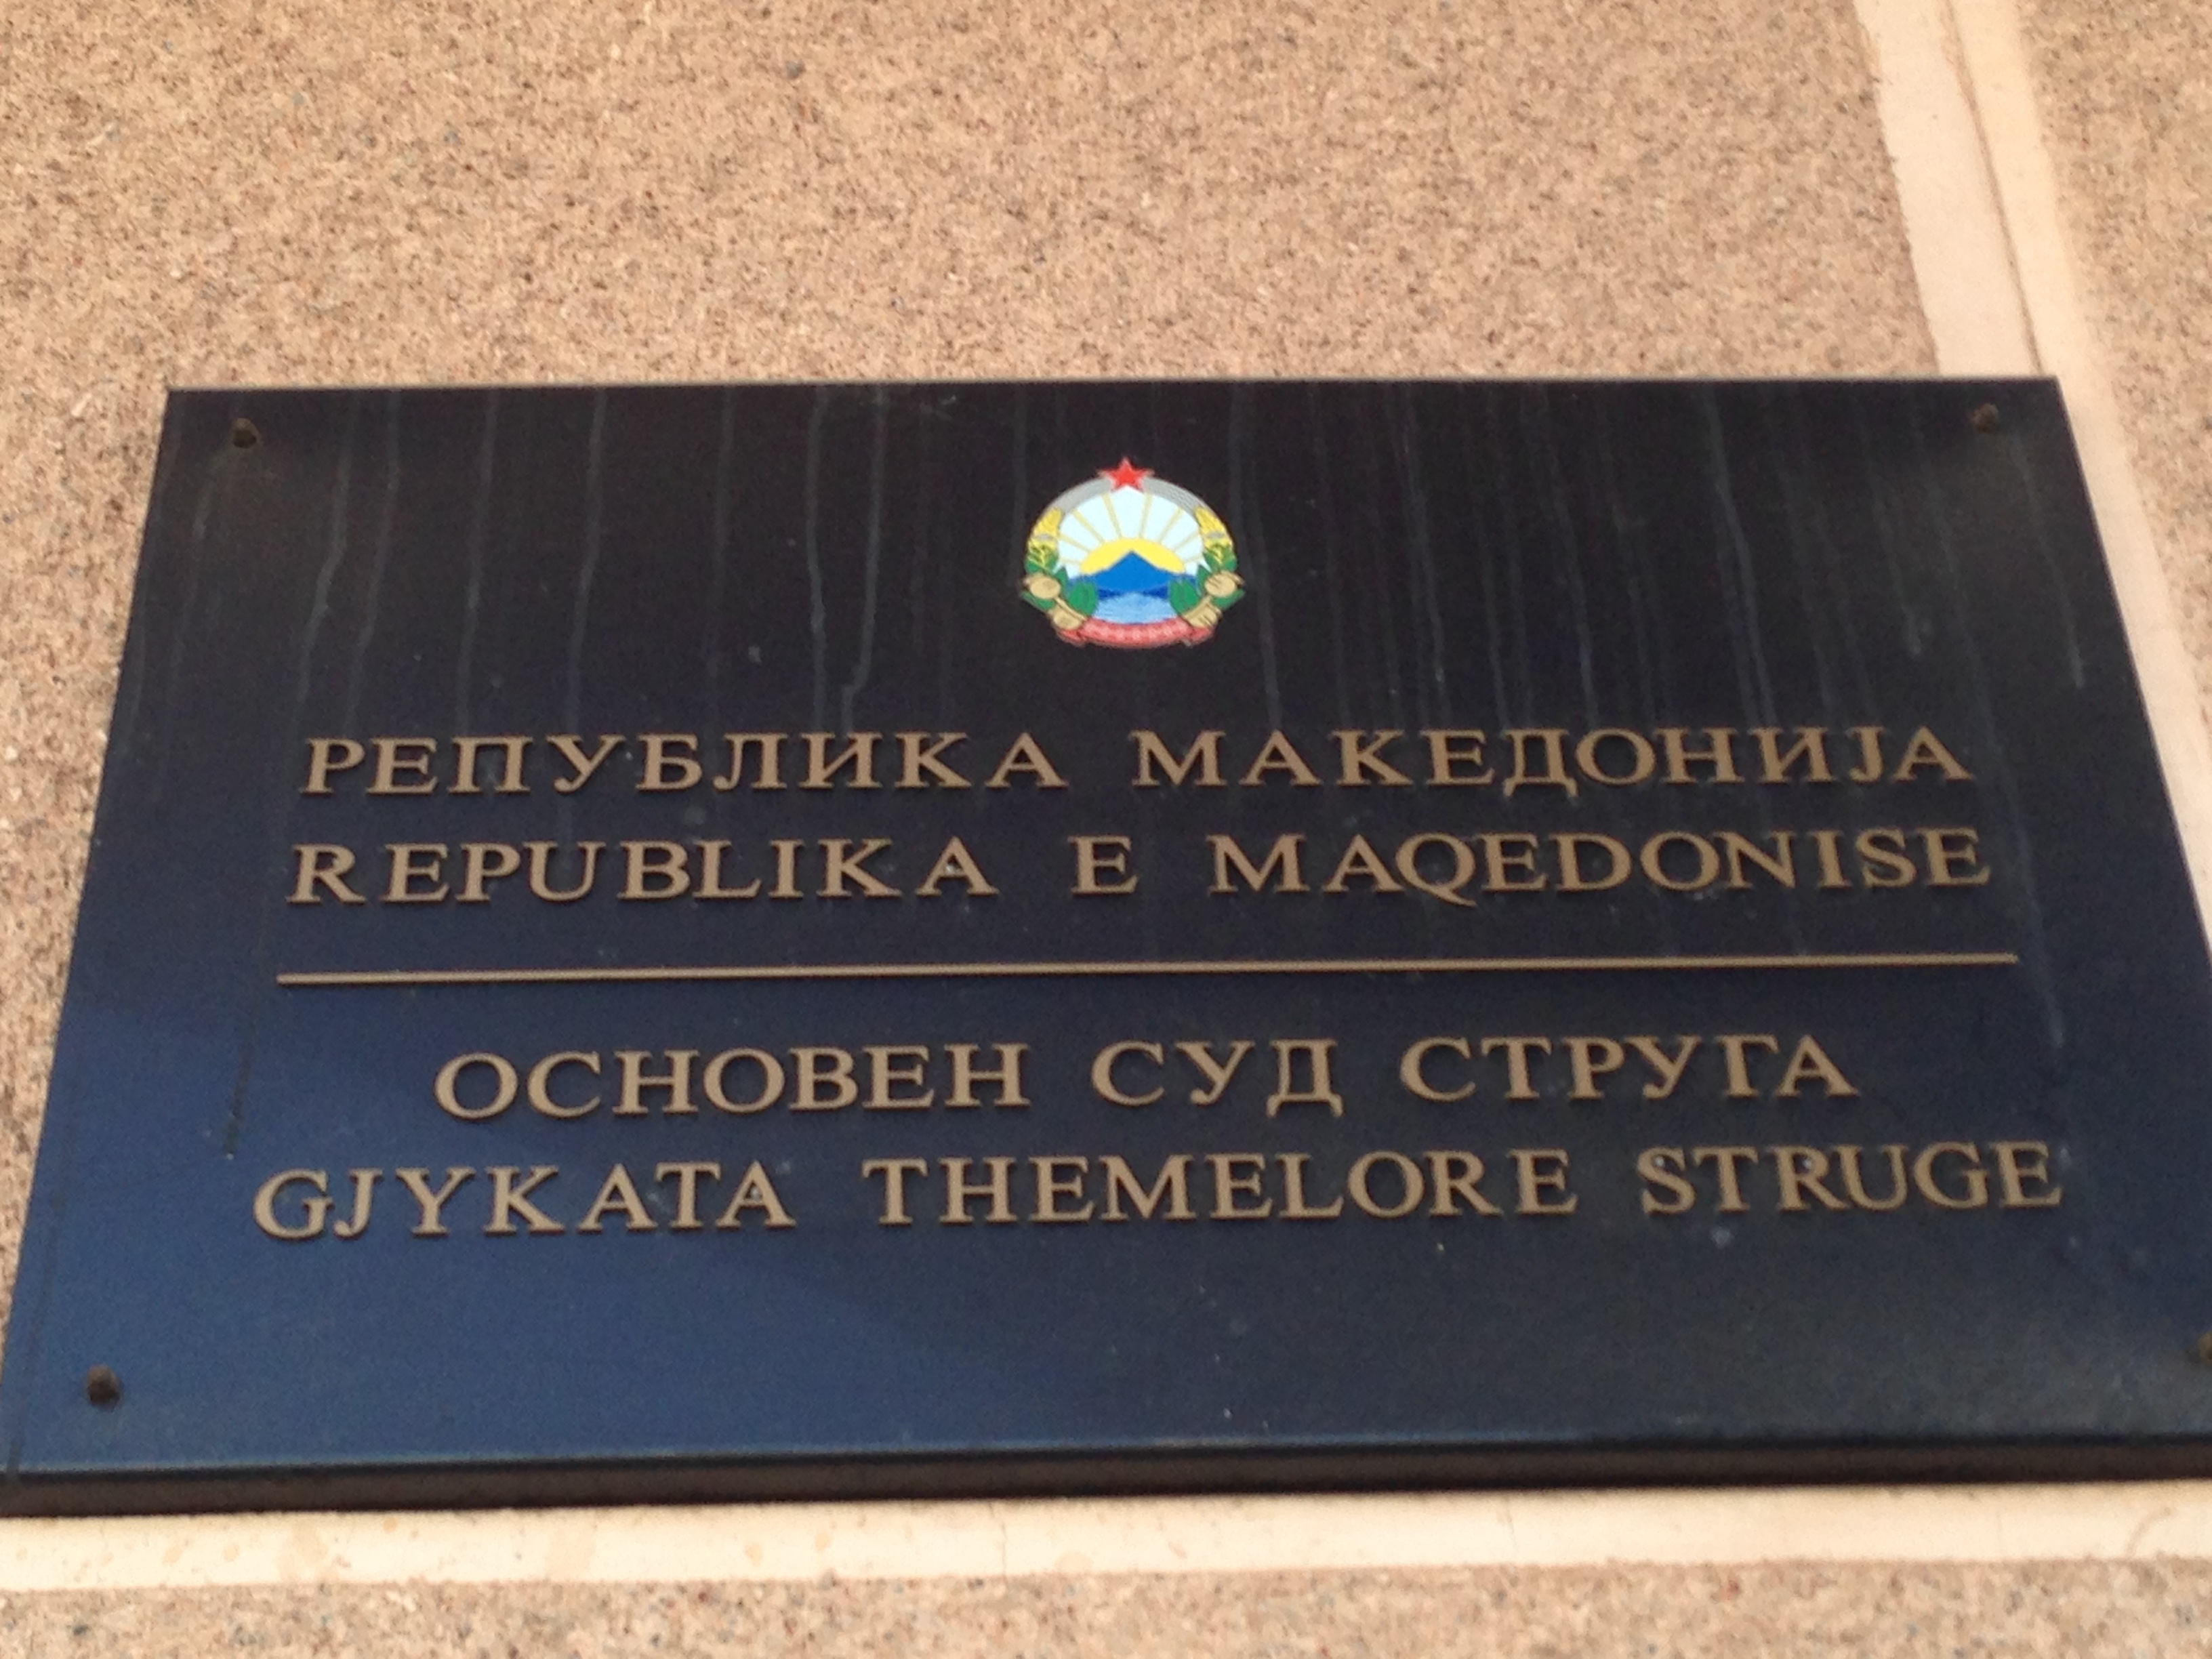 РЕПУБЛИКА МАКЕДОНИЈА
REPUBLIKA E MAQEDONISE
ОСНОВЕН СУД СТРУГА
GJYKATA THEMELORE STRUGE